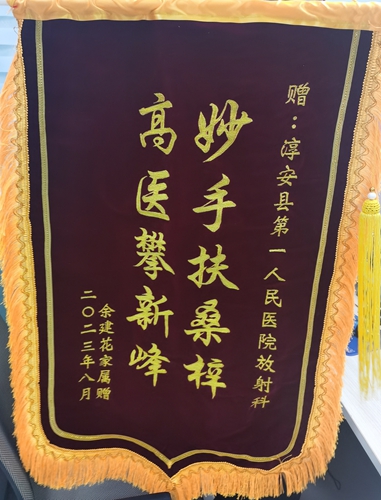 赠：淳安县第一人民医院放射科
妙手扶桑梓
高医攀新峰
余建花家属赠
二〇二三年八月